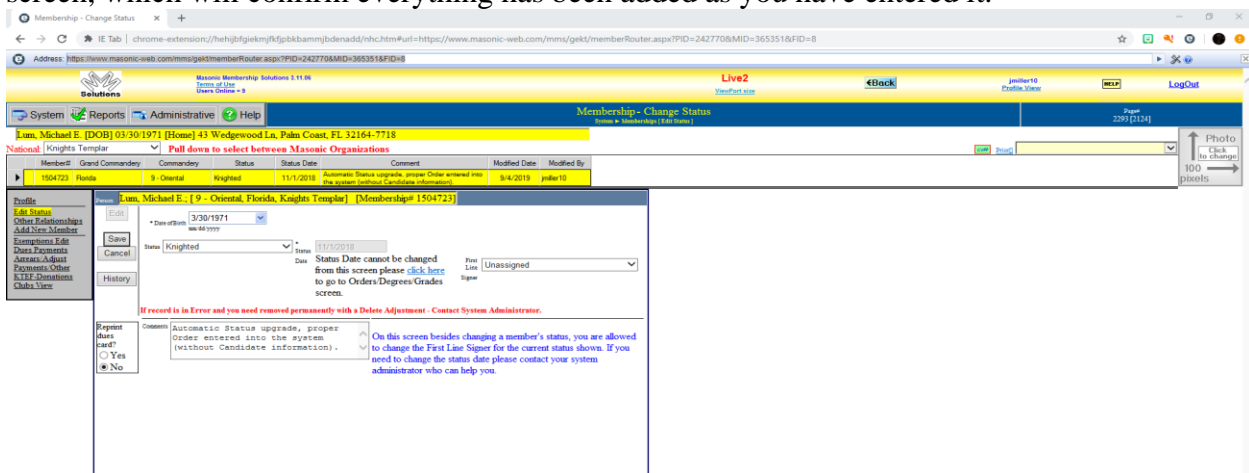 screen, which will confirm everything has been added as you have entered it.
Membership - Change Status × +
IE Tab | chrome-extension://hehijbfgiekmjfkfjpbkbammjbdenadd/nhc.htm#url=https://www.masonic-web.com/mms/gekt/memberRouter.aspx?PID=242770&MID=365351&FID=8
Address: https://www.masonic-web.com/mms/gekt/memberRouter.aspx?PID=242770&MID=365351&FID=8
Solutions
Masonic Membership Solutions 3.11.06
Terms of Use
Users Online = 9
Live2
ViewPort size
Back
jmiller10
Profile View
HELP
LogOut
System Reports Administrative Help
Membership - Change Status
System ► Memberships [ Edit Status ]
Page#
2293 [2124]
Lum, Michael E. [DOB] 03/30/1971 [Home] 43 Wedgewood Ln, Palm Coast, FL 32164-7718
National: Knights Templar Pull down to select between Masonic Organizations
Photo
Click to change
100 pixels
Member# Grand Commandery Commandery Status Status Date Comment Modified Date Modified By
1504723 Florida 9 - Oriental Knighted 11/1/2018 Automatic Status upgrade, proper Order entered into the system (without Candidate information). 9/4/2019 jmiller10
Profile
Edit Status
Other Relationships
Add New Member
Exemptions Edit
Dues Payments
Arrears/Adjust
Payments/Other
KTEF-Donations
Clubs View
Person Lum, Michael E.; [ 9 - Oriental, Florida, Knights Templar] [Membership# 1504723]
Edit
* Date of Birth 3/30/1971
mm/dd/yyyy
Save
Cancel
History
Status Knighted
* Status Date 11/1/2018
Status Date cannot be changed
from this screen please click here
to go to Orders/Degrees/Grades
screen.
First Line Signer Unassigned
If record is in Error and you need removed permanently with a Delete Adjustment - Contact System Administrator.
Reprint
dues
card?
Yes
No
Comments Automatic Status upgrade, proper
Order entered into the system
(without Candidate information).
On this screen besides changing a member's status, you are allowed
to change the First Line Signer for the current status shown. If you
need to change the status date please contact your system
administrator who can help you.